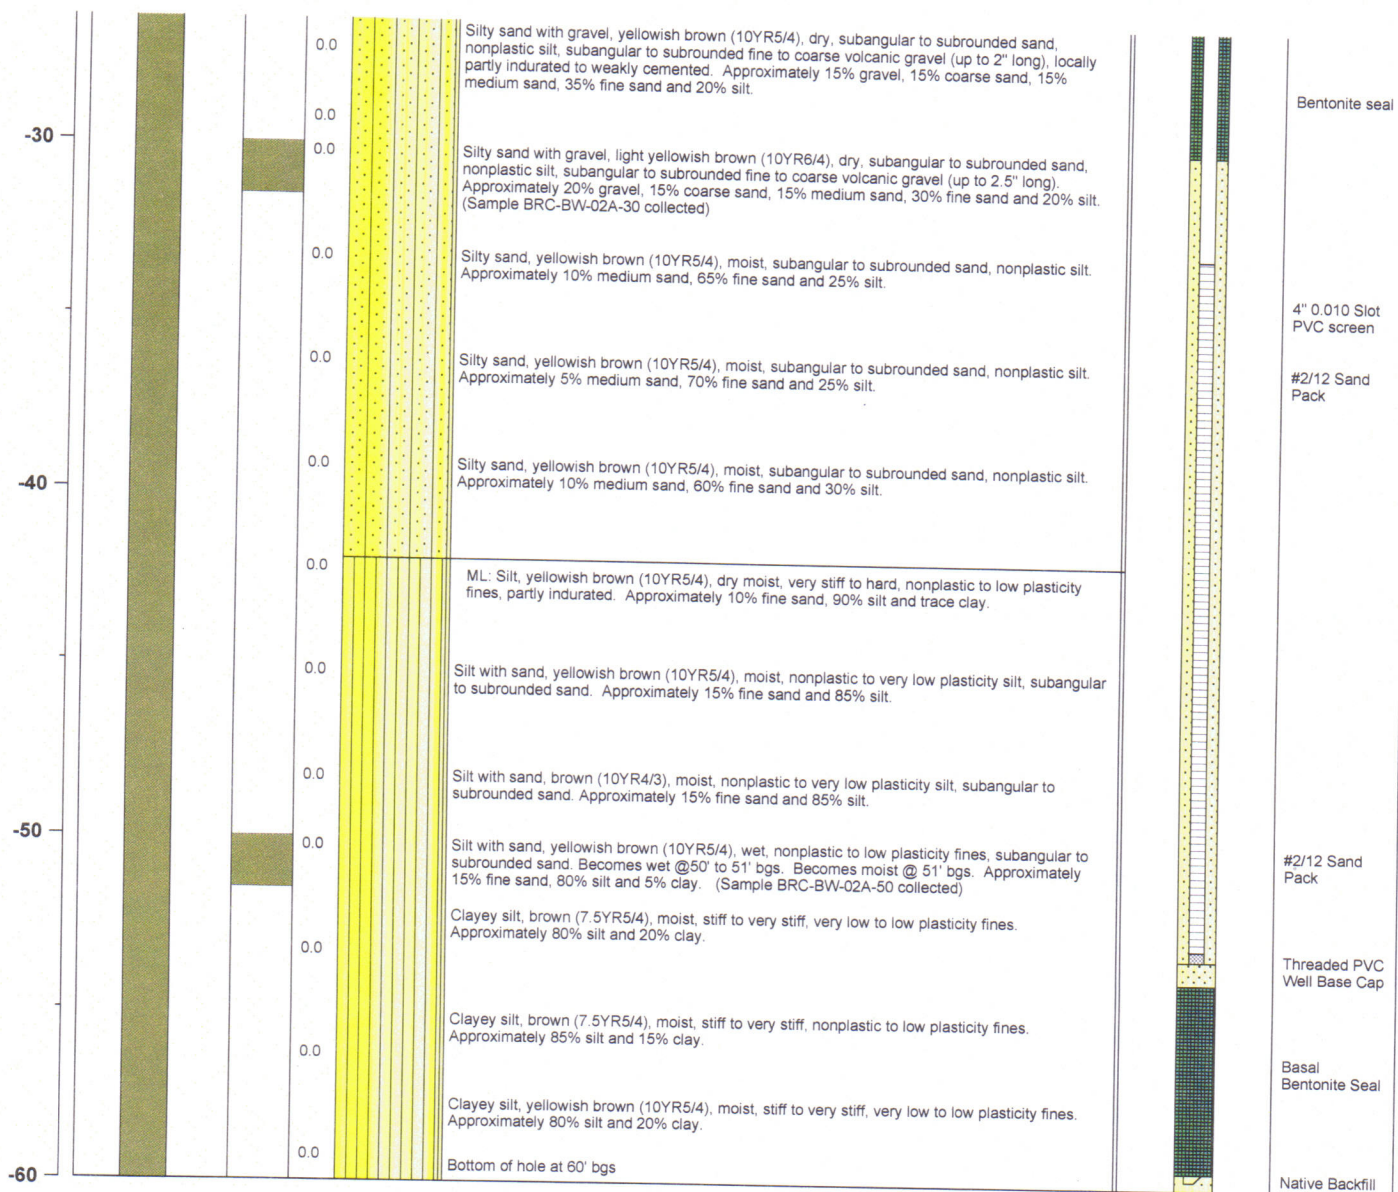 0.0
Silty sand with gravel, yellowish brown (10YR5/4), dry, subangular to subrounded sand,
nonplastic silt, subangular to subrounded fine to coarse volcanic gravel (up to 2" long), locally
partly indurated to weakly cemented. Approximately 15% gravel, 15% coarse sand, 15%
medium sand, 35% fine sand and 20% silt.
Bentonite seal
0.0
-30
0.0
Silty sand with gravel, light yellowish brown (10YR6/4), dry, subangular to subrounded sand,
nonplastic silt, subangular to subrounded fine to coarse volcanic gravel (up to 2.5" long).
Approximately 20% gravel, 15% coarse sand, 15% medium sand, 30% fine sand and 20% silt.
(Sample BRC-BW-02A-30 collected)
0.0
Silty sand, yellowish brown (10YR5/4), moist, subangular to subrounded sand, nonplastic silt.
Approximately 10% medium sand, 65% fine sand and 25% silt.
4" 0.010 Slot
PVC screen
0.0
Silty sand, yellowish brown (10YR5/4), moist, subangular to subrounded sand, nonplastic silt.
Approximately 5% medium sand, 70% fine sand and 25% silt.
#2/12 Sand
Pack
0.0
Silty sand, yellowish brown (10YR5/4), moist, subangular to subrounded sand, nonplastic silt.
Approximately 10% medium sand, 60% fine sand and 30% silt.
-40
0.0
ML: Silt, yellowish brown (10YR5/4), dry moist, very stiff to hard, nonplastic to low plasticity
fines, partly indurated. Approximately 10% fine sand, 90% silt and trace clay.
0.0
Silt with sand, yellowish brown (10YR5/4), moist, nonplastic to very low plasticity silt, subangular
to subrounded sand. Approximately 15% fine sand and 85% silt.
0.0
Silt with sand, brown (10YR4/3), moist, nonplastic to very low plasticity silt, subangular to
subrounded sand. Approximately 15% fine sand and 85% silt.
-50
0.0
Silt with sand, yellowish brown (10YR5/4), wet, nonplastic to low plasticity fines, subangular to
subrounded sand. Becomes wet @50' to 51' bgs. Becomes moist @ 51' bgs. Approximately
15% fine sand, 80% silt and 5% clay. (Sample BRC-BW-02A-50 collected)
#2/12 Sand
Pack
Clayey silt, brown (7.5YR5/4), moist, stiff to very stiff, very low to low plasticity fines.
Approximately 80% silt and 20% clay.
0.0
Threaded PVC
Well Base Cap
Clayey silt, brown (7.5YR5/4), moist, stiff to very stiff, nonplastic to low plasticity fines.
Approximately 85% silt and 15% clay.
0.0
Basal
Bentonite Seal
Clayey silt, yellowish brown (10YR5/4), moist, stiff to very stiff, very low to low plasticity fines.
Approximately 80% silt and 20% clay.
0.0
Bottom of hole at 60' bgs
-60
Native Backfill